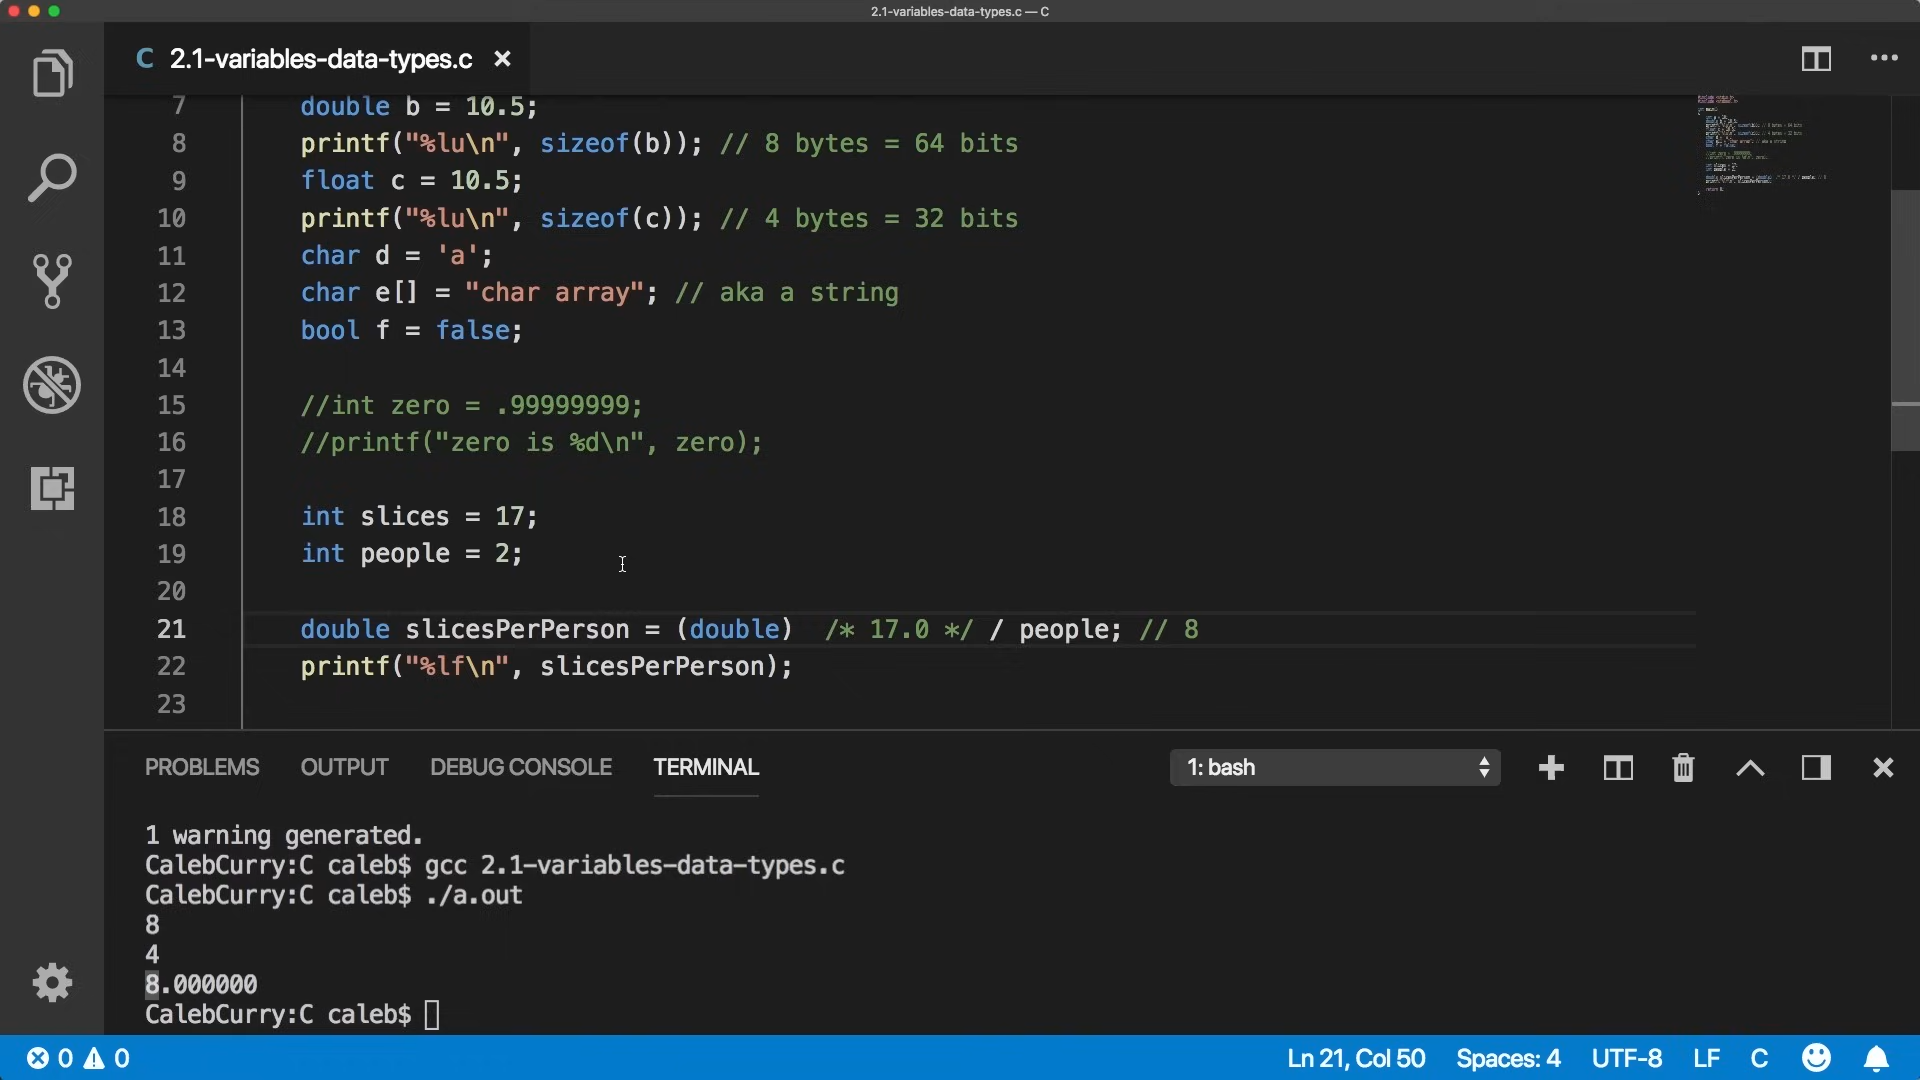 2.1-variables-data-types.c — C
C 2.1-variables-data-types.c
7 double b = 10.5;
8 printf("%lu\n", sizeof(b)); // 8 bytes = 64 bits
9 float c = 10.5;
10 printf("%lu\n", sizeof(c)); // 4 bytes = 32 bits
11 char d = 'a';
12 char e[] = "char array"; // aka a string
13 bool f = false;
14
15 //int zero = .99999999;
16 //printf("zero is %d\n", zero);
17
18 int slices = 17;
19 int people = 2;
20
21 double slicesPerPerson = (double)  /* 17.0 */ / people; // 8
22 printf("%lf\n", slicesPerPerson);
23
PROBLEMS OUTPUT DEBUG CONSOLE TERMINAL 1: bash
1 warning generated.
CalebCurry:C caleb$ gcc 2.1-variables-data-types.c
CalebCurry:C caleb$ ./a.out
8
4
8.000000
CalebCurry:C caleb$
0 0 Ln 21, Col 50 Spaces: 4 UTF-8 LF C